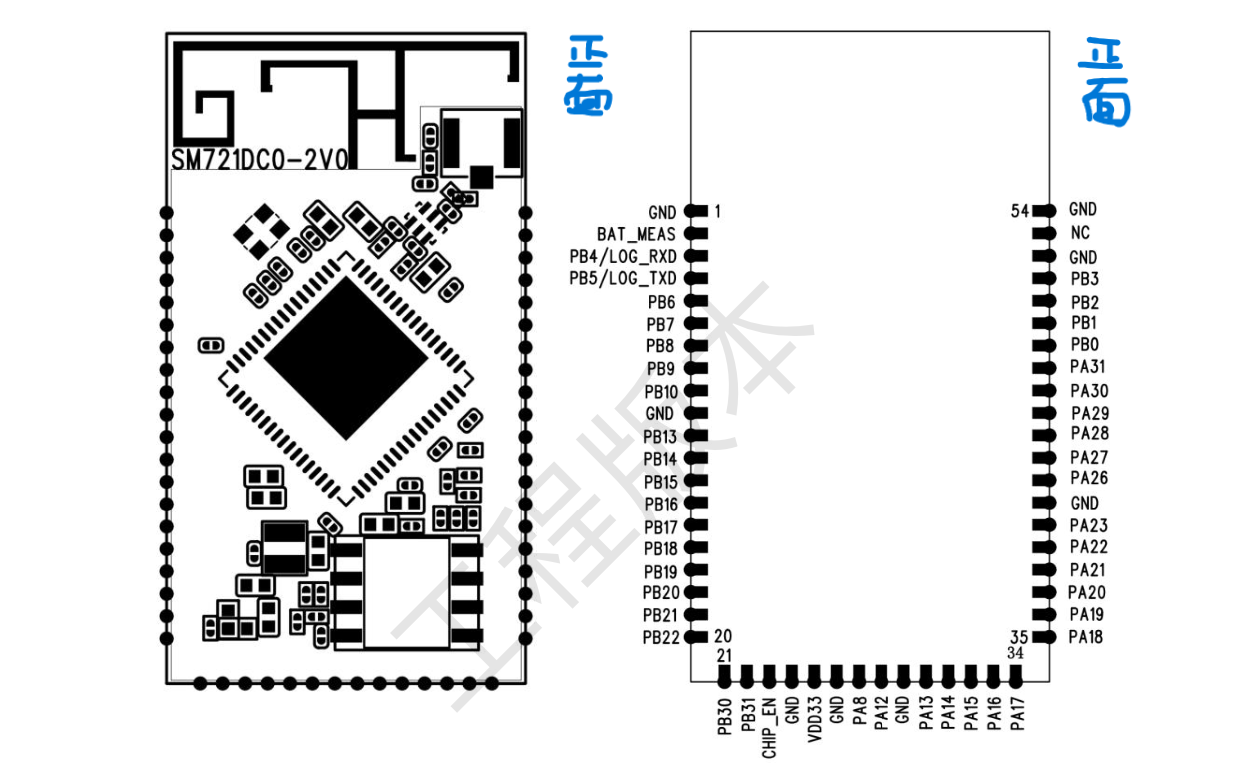 SM721DC0-2V0
正面
GND 1
BAT_MEAS
PB4/LOG_RXD
PB5/LOG_TXD
PB6
PB7
PB8
PB9
PB10
GND
PB13
PB14
PB15
PB16
PB17
PB18
PB19
PB20
PB21
PB22 20
21
54 GND
NC
GND
PB3
PB2
PB1
PB0
PA31
PA30
PA29
PA28
PA27
PA26
GND
PA23
PA22
PA21
PA20
PA19
35 PA18
34
PB30
PB31
CHIP_EN
GND
VDD33
GND
PA8
PA12
GND
PA13
PA14
PA15
PA16
PA17
工程版本